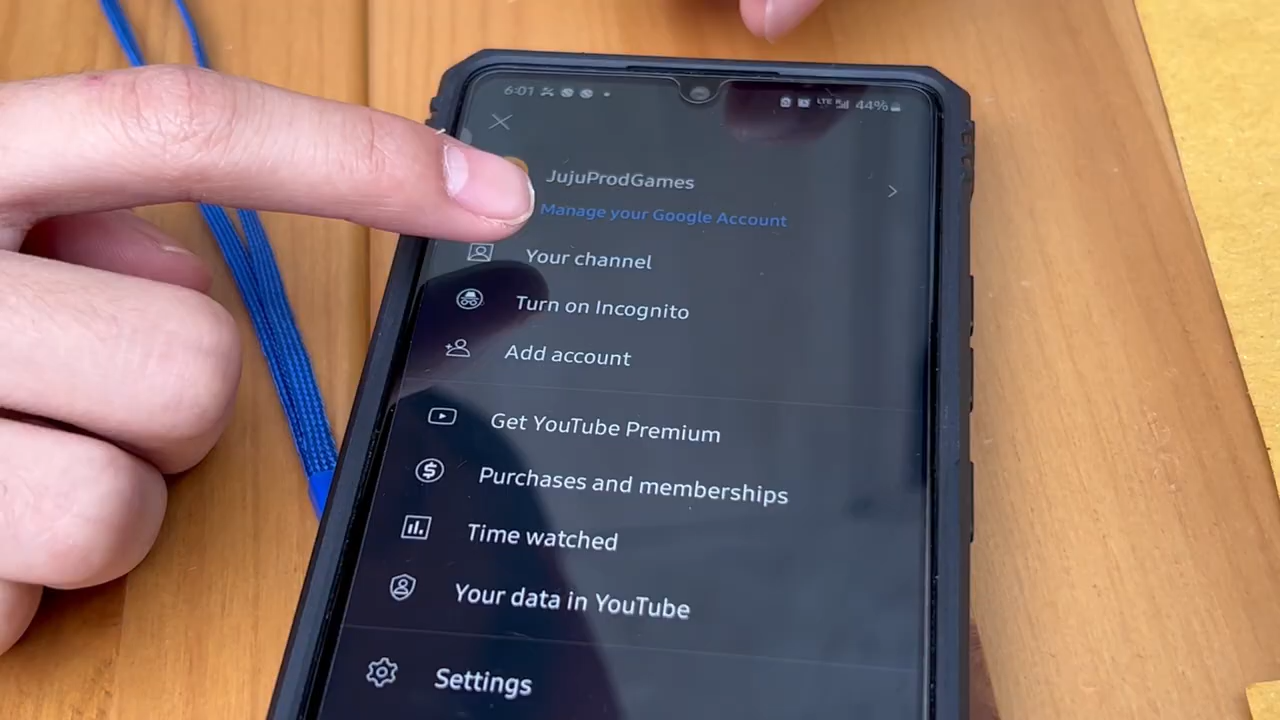 6:01 LTE R 44%
JujuProdGames
Manage your Google Account
Your channel
Turn on Incognito
Add account
Get YouTube Premium
Purchases and memberships
Time watched
Your data in YouTube
Settings